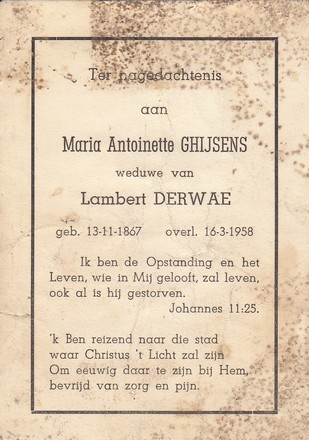 Ter nagedachtenis
aan
Maria Antoinette GHIJSENS
weduwe van
Lambert DERWAE
geb. 13-11-1867 overl. 16-3-1958
Ik ben de Opstanding en het
Leven, wie in Mij gelooft, zal leven,
ook al is hij gestorven.
Johannes 11:25.
'k Ben reizend naar die stad
waar Christus 't Licht zal zijn
Om eeuwig daar te zijn bij Hem,
bevrijd van zorg en pijn.